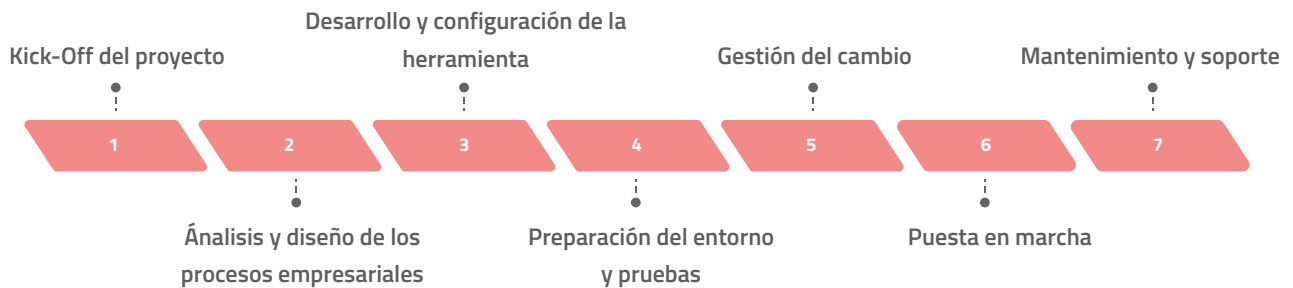 Desarrollo y configuración de la
herramienta
Kick-Off del proyecto
Gestión del cambio
Mantenimiento y soporte
1
2
3
4
5
6
7
Ánalisis y diseño de los
procesos empresariales
Preparación del entorno
y pruebas
Puesta en marcha